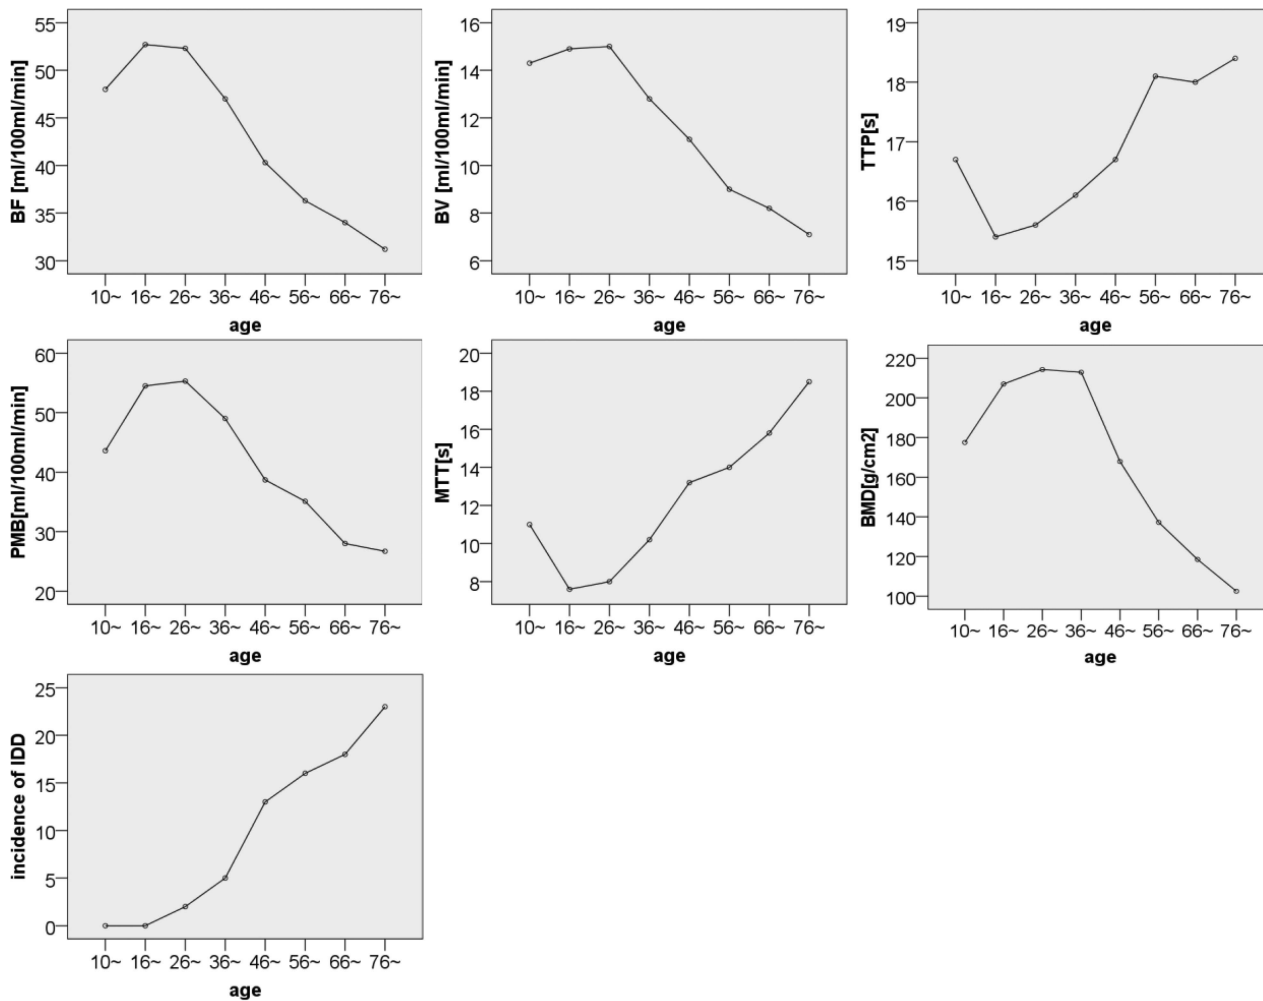 BF [ml/100ml/min]
55
50
45
40
35
30
10~ 16~ 26~ 36~ 46~ 56~ 66~ 76~
age
BV [ml/100ml/min]
16
14
12
10
8
6
10~ 16~ 26~ 36~ 46~ 56~ 66~ 76~
age
TTP[s]
19
18
17
16
15
10~ 16~ 26~ 36~ 46~ 56~ 66~ 76~
age
PMB[ml/100ml/min]
60
50
40
30
20
10~ 16~ 26~ 36~ 46~ 56~ 66~ 76~
age
MTT[s]
20
18
16
14
12
10
8
10~ 16~ 26~ 36~ 46~ 56~ 66~ 76~
age
BMD[g/cm2]
220
200
180
160
140
120
100
10~ 16~ 26~ 36~ 46~ 56~ 66~ 76~
age
incidence of IDD
25
20
15
10
5
0
10~ 16~ 26~ 36~ 46~ 56~ 66~ 76~
age